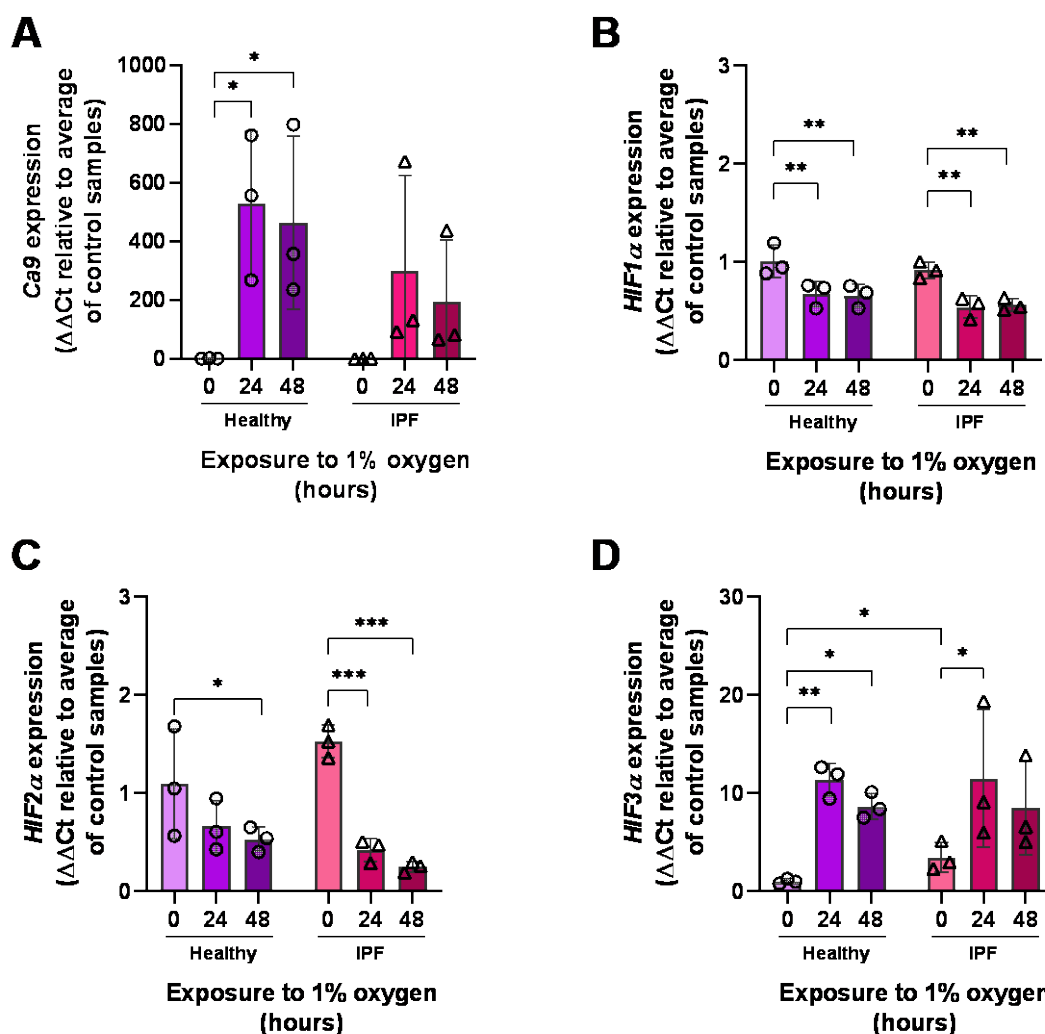 A
Ca9 expression
(ΔΔCt relative to average
of control samples)
1000
800
600
400
200
0
*
*
0 24 48 0 24 48
Healthy IPF
Exposure to 1% oxygen
(hours)
B
HIF1α expression
(ΔΔCt relative to average
of control samples)
3
2
1
0
**
**
**
**
0 24 48 0 24 48
Healthy IPF
Exposure to 1% oxygen
(hours)
C
HIF2α expression
(ΔΔCt relative to average
of control samples)
3
2
1
0
*
***
***
0 24 48 0 24 48
Healthy IPF
Exposure to 1% oxygen
(hours)
D
HIF3α expression
(ΔΔCt relative to average
of control samples)
30
20
10
0
*
*
**
*
0 24 48 0 24 48
Healthy IPF
Exposure to 1% oxygen
(hours)